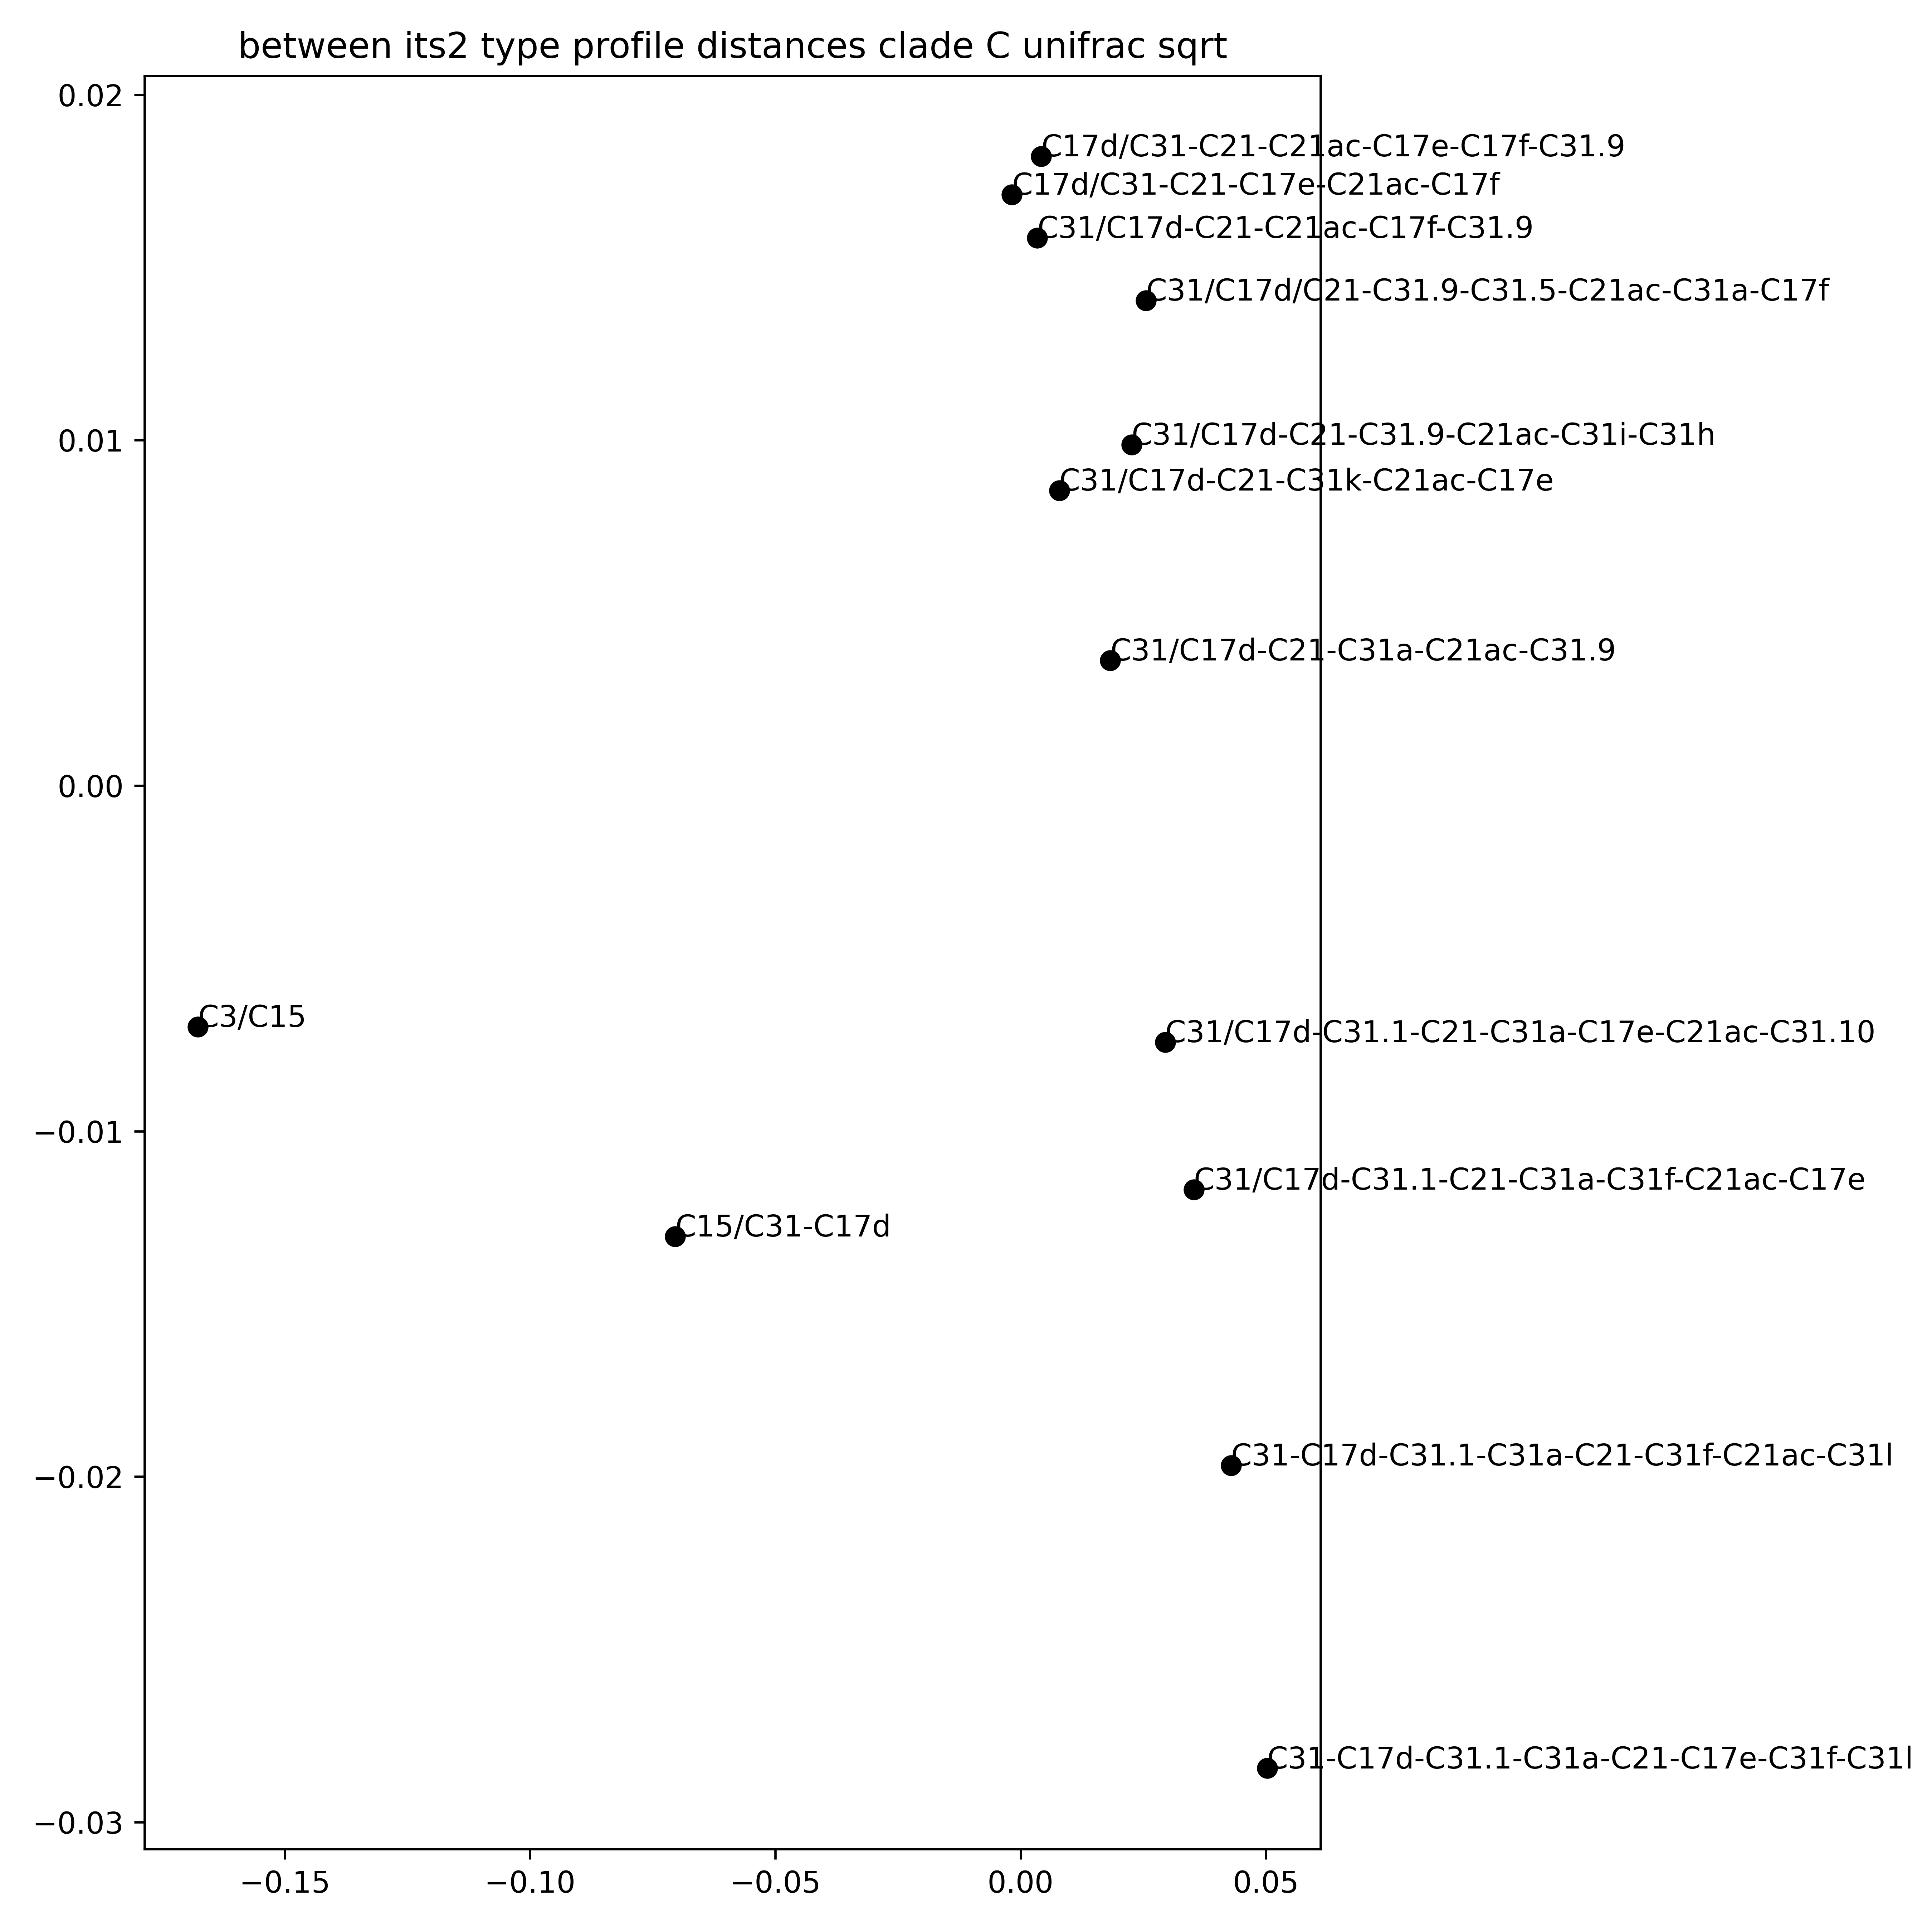 between its2 type profile distances clade C unifrac sqrt
0.02
C17d/C31-C21-C21ac-C17e-C17f-C31.9
C17d/C31-C21-C17e-C21ac-C17f
C31/C17d-C21-C21ac-C17f-C31.9
C31/C17d/C21-C31.9-C31.5-C21ac-C31a-C17f
0.01
C31/C17d-C21-C31.9-C21ac-C31i-C31h
C31/C17d-C21-C31k-C21ac-C17e
C31/C17d-C21-C31a-C21ac-C31.9
0.00
C3/C15
C31/C17d-C31.1-C21-C31a-C17e-C21ac-C31.10
−0.01
C31/C17d-C31.1-C21-C31a-C31f-C21ac-C17e
C15/C31-C17d
C31-C17d-C31.1-C31a-C21-C31f-C21ac-C31l
−0.02
C31-C17d-C31.1-C31a-C21-C17e-C31f-C31l
−0.03
−0.15 −0.10 −0.05 0.00 0.05